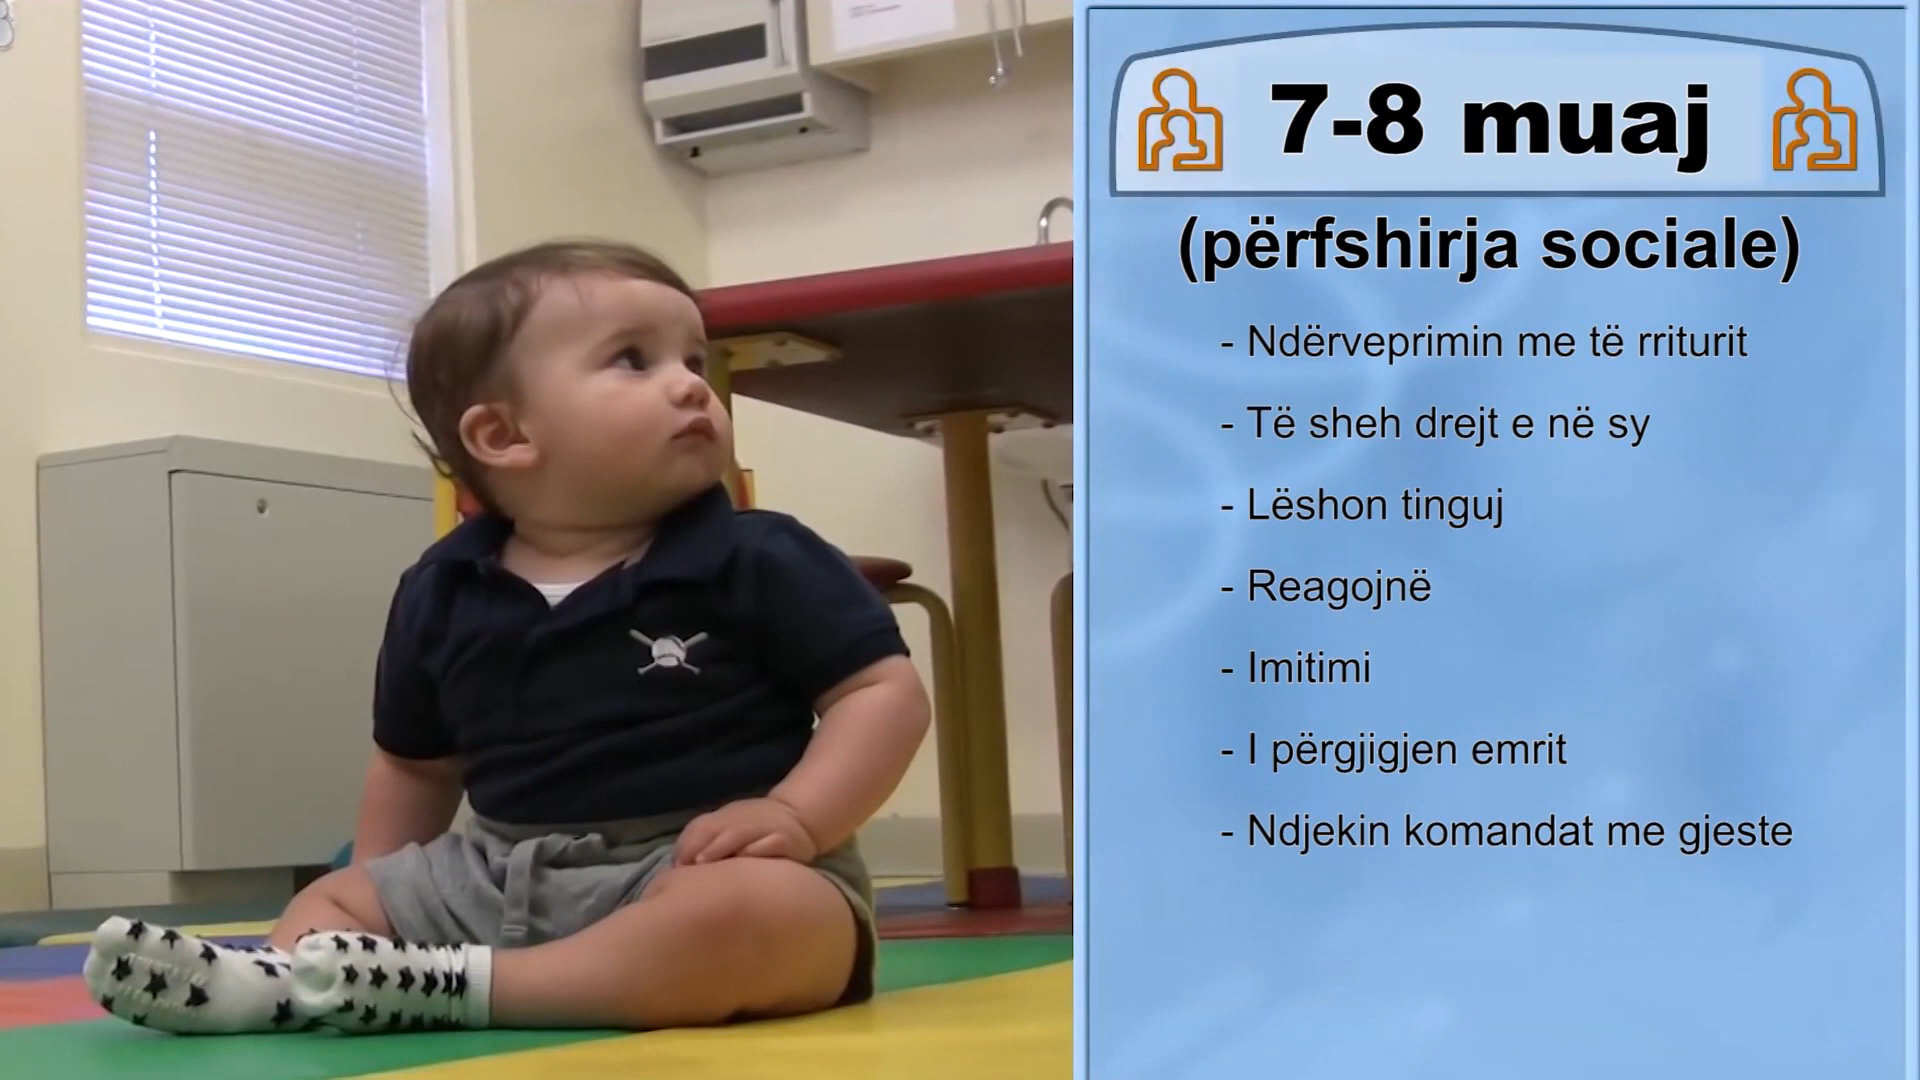 7-8 muaj
(përfshirja sociale)
- Ndërveprimin me të rriturit
- Të sheh drejt e në sy
- Lëshon tinguj
- Reagojnë
- Imitimi
- I përgjigjen emrit
- Ndjekin komandat me gjeste